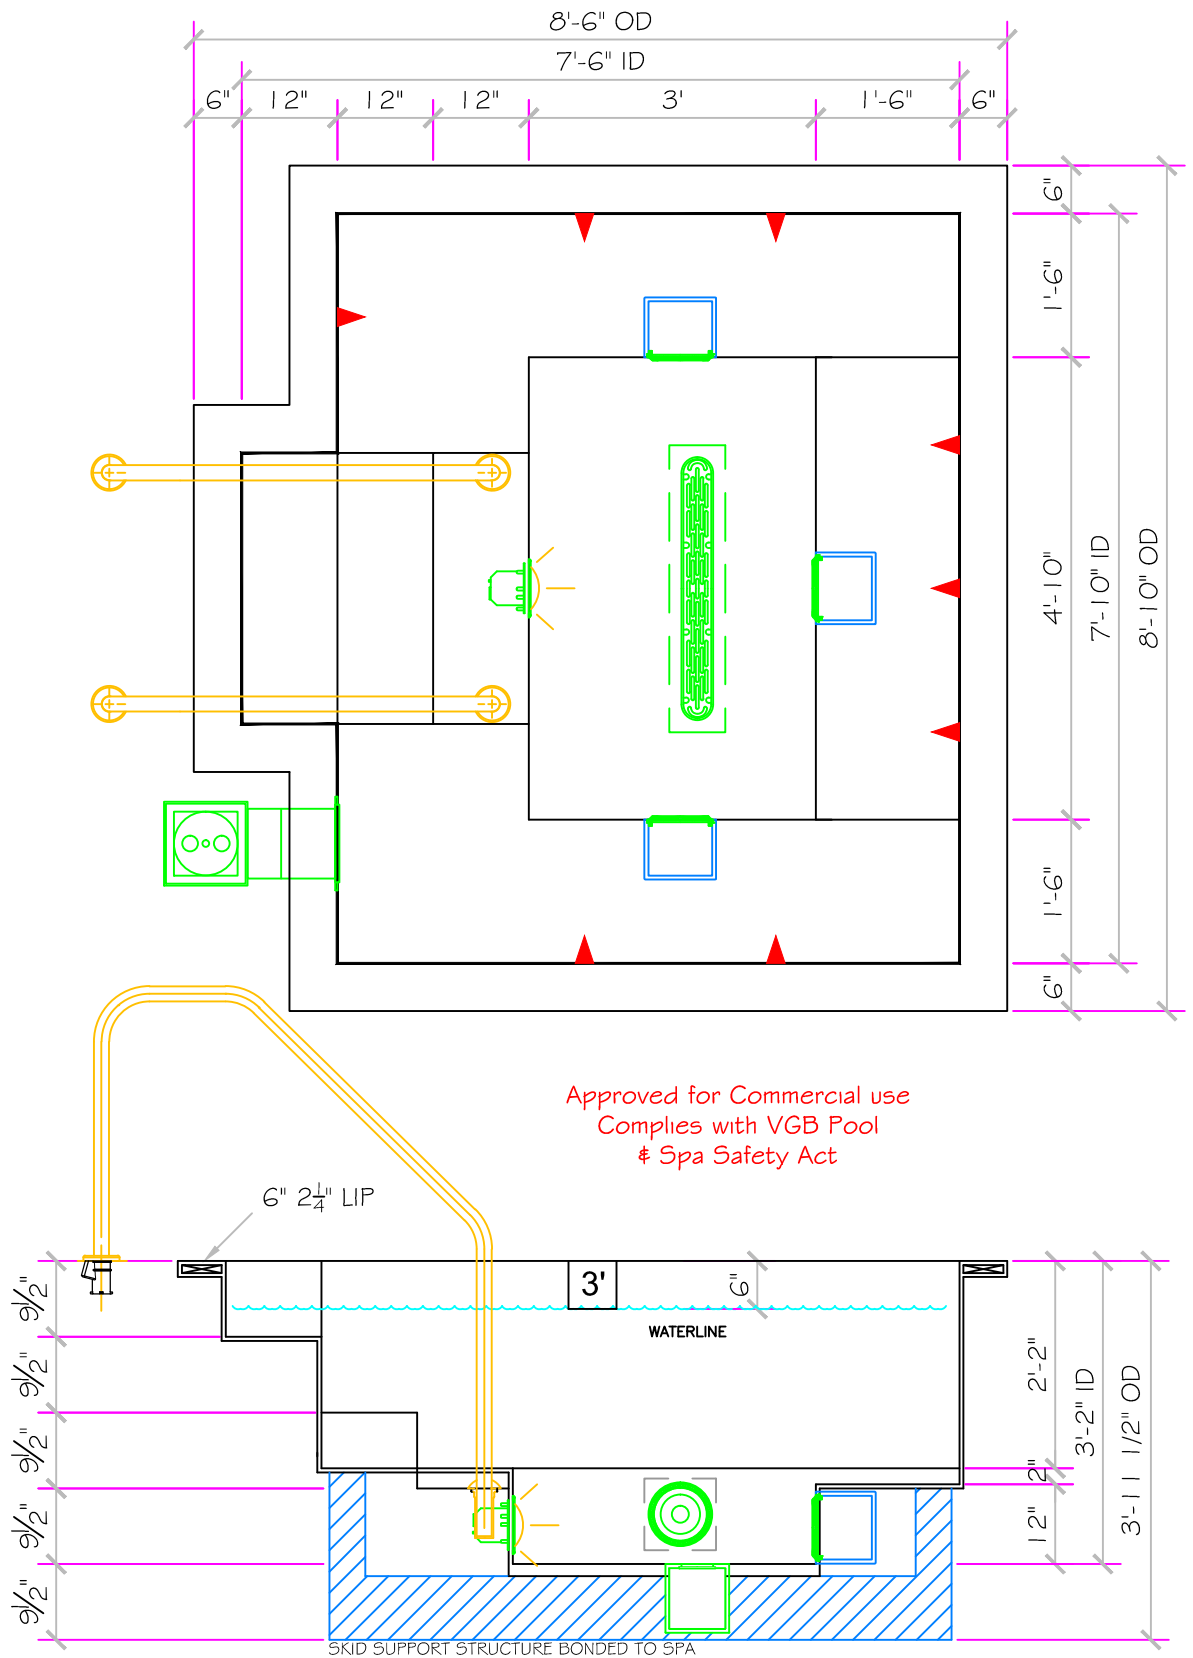 8'-6" OD
7'-6" ID
6" 12" 12" 12" 3' 1'-6" 6"
6"
1'-6"
4'-10"
7'-10" ID
8'-10" OD
1'-6"
6"
Approved for Commercial use
Complies with VGB Pool
& Spa Safety Act
6" 2¼" LIP
3'
6"
WATERLINE
9½"
9½"
9½"
9½"
9½"
2'-2"
2"
12"
3'-2" ID
3'-11 1/2" OD
SKID SUPPORT STRUCTURE BONDED TO SPA